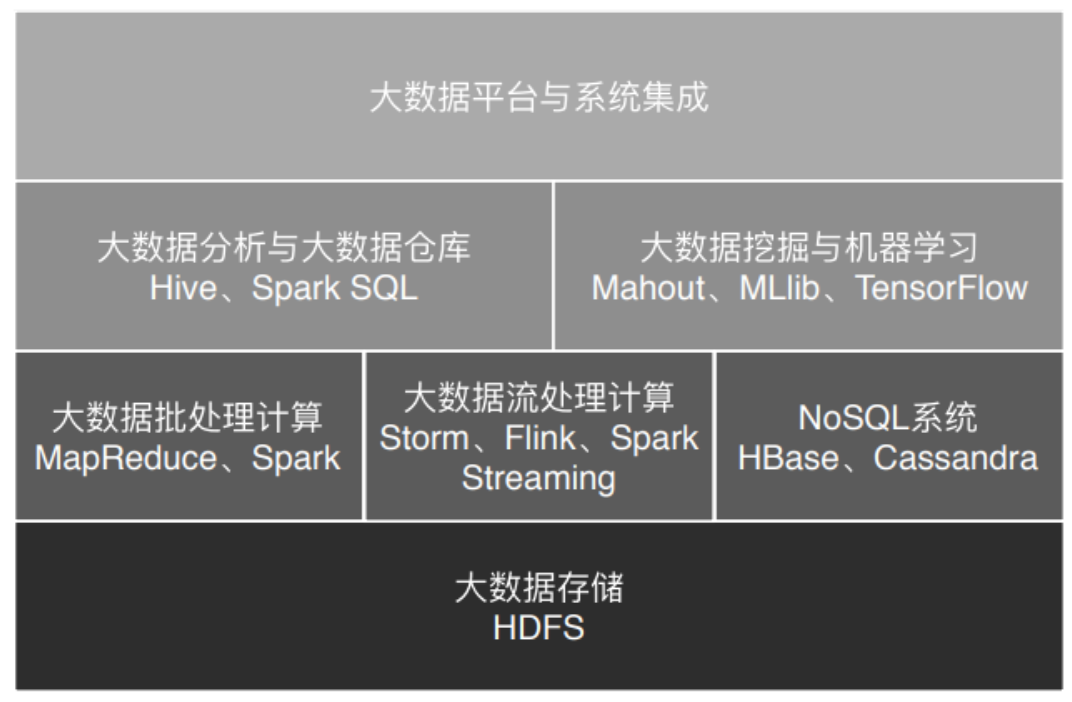 大数据平台与系统集成
大数据分析与大数据仓库
Hive、Spark SQL
大数据挖掘与机器学习
Mahout、MLlib、TensorFlow
大数据批处理计算
MapReduce、Spark
大数据流处理计算
Storm、Flink、Spark
Streaming
NoSQL系统
HBase、Cassandra
大数据存储
HDFS